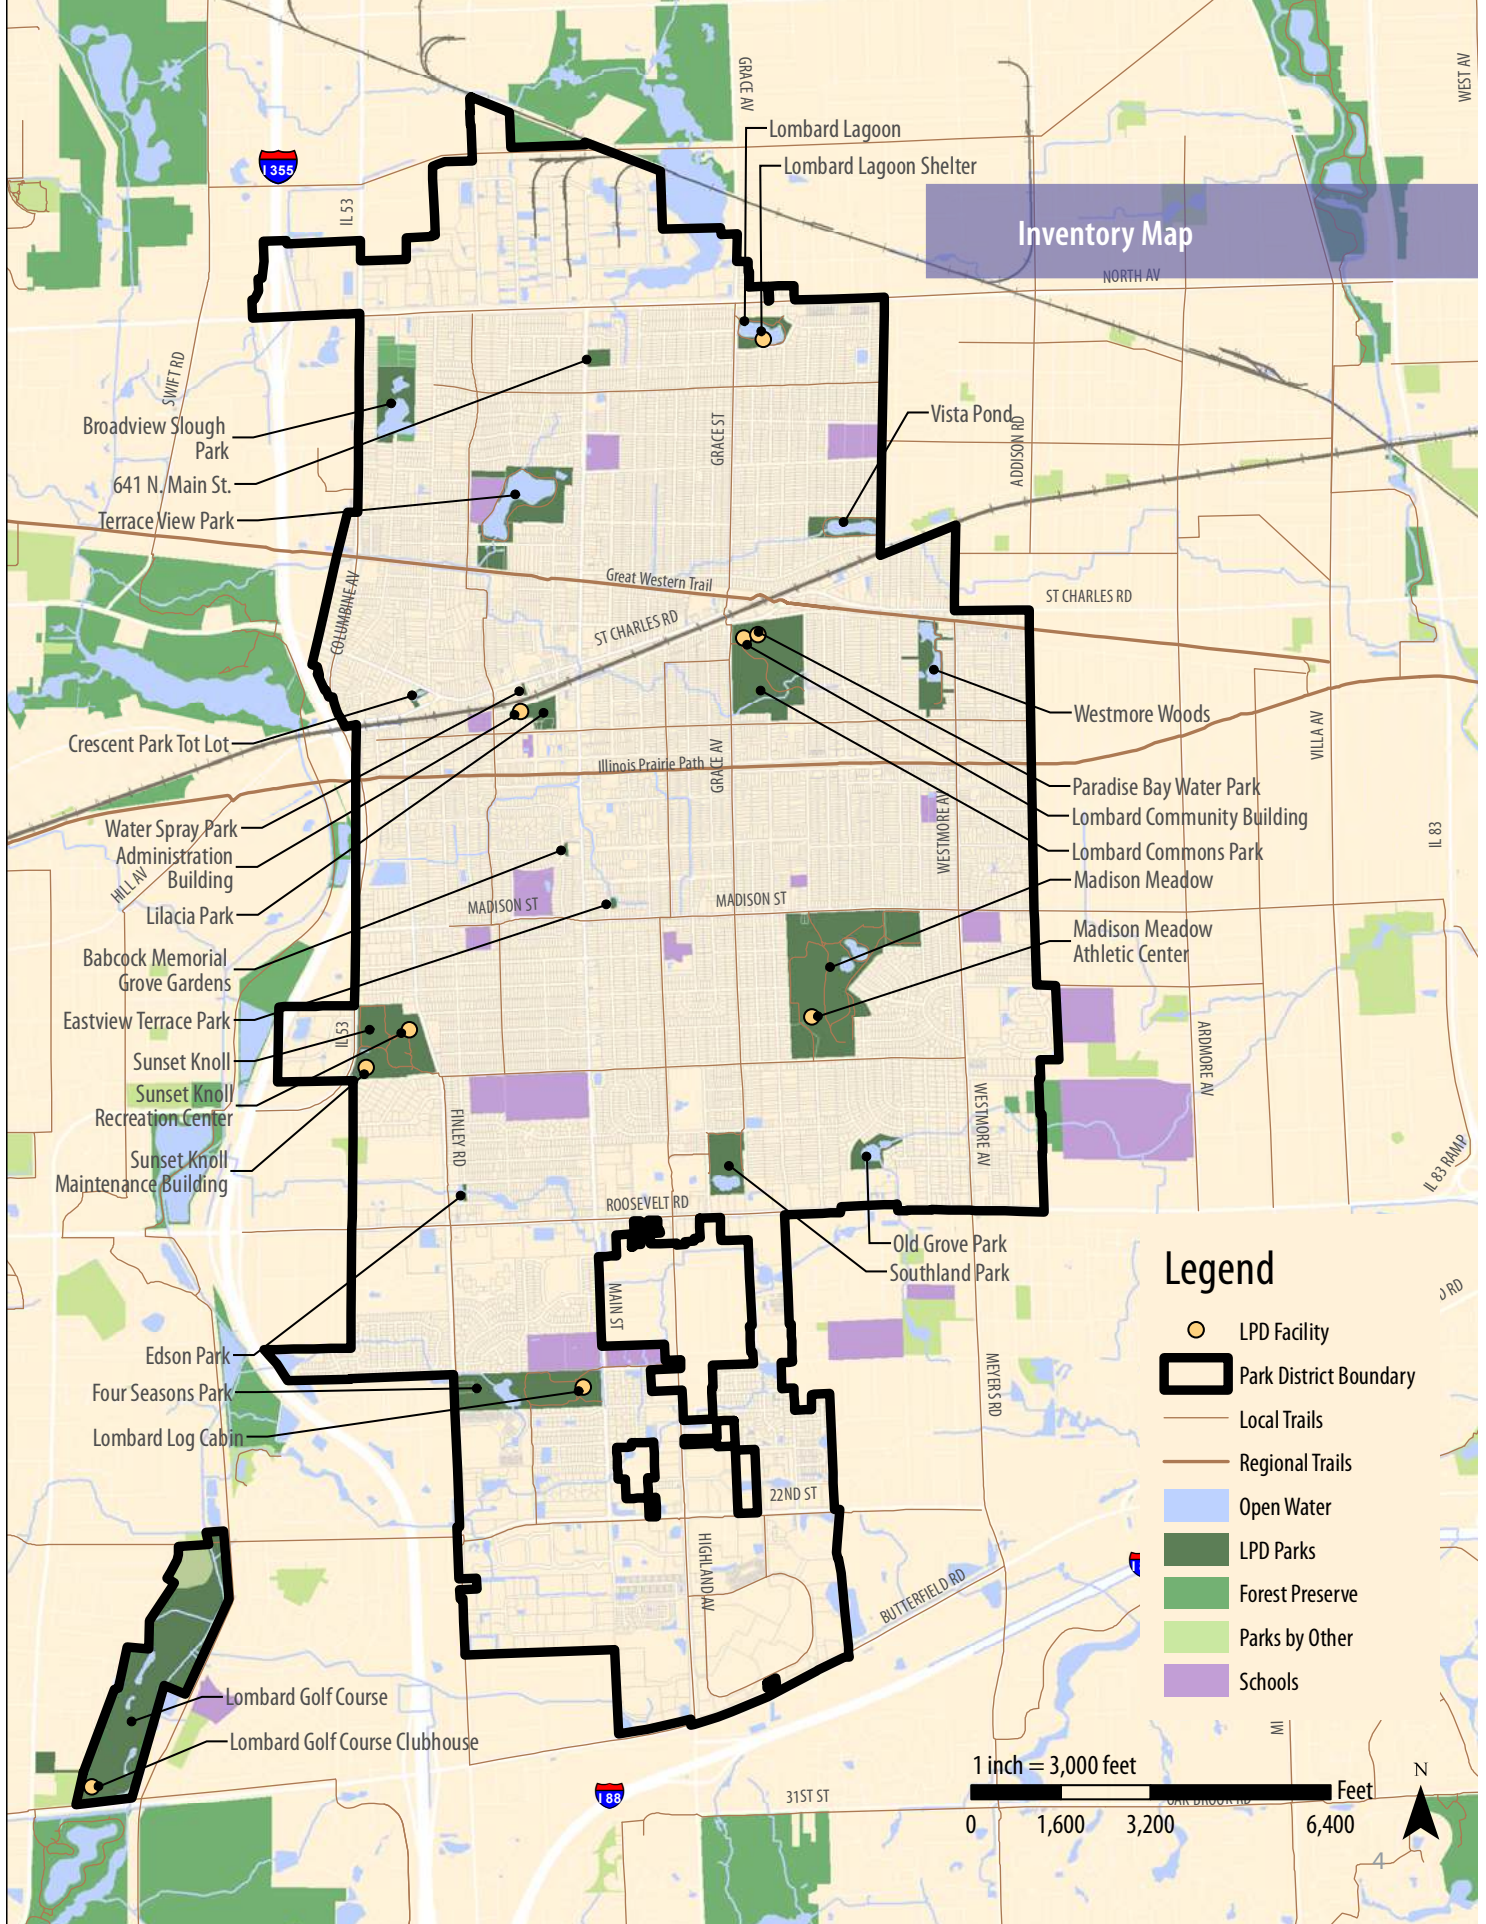 GRACE AV
WEST AV
Lombard Lagoon
Lombard Lagoon Shelter
I 355
IL 53
Inventory Map
NORTH AV
SWIFT RD
Broadview Slough
Park
641 N. Main St.
Terrace View Park
GRACE ST
Vista Pond
ADDISON RD
Great Western Trail
COLUMBINE AV
ST CHARLES RD
ST CHARLES RD
Crescent Park Tot Lot
Westmore Woods
VILLA AV
Illinois Prairie Path
GRACE AV
Paradise Bay Water Park
Lombard Community Building
Lombard Commons Park
Madison Meadow
Madison Meadow
Athletic Center
WESTMORE AV
IL 83
Water Spray Park
Administration
Building
HILL AV
Lilacia Park
MADISON ST
MADISON ST
Babcock Memorial
Grove Gardens
Eastview Terrace Park
IL 53
Sunset Knoll
Sunset Knoll
Recreation Center
Sunset Knoll
Maintenance Building
FINLEY RD
WESTMORE AV
ARDMORE AV
IL 83 RAMP
ROOSEVELT RD
Old Grove Park
Southland Park
MAIN ST
Edson Park
Four Seasons Park
Lombard Log Cabin
MEYERS RD
22ND ST
HIGHLAND AV
BUTTERFIELD RD
D RD
Legend
LPD Facility
Park District Boundary
Local Trails
Regional Trails
Open Water
LPD Parks
Forest Preserve
Parks by Other
Schools
Lombard Golf Course
Lombard Golf Course Clubhouse
MI
I 88
31ST ST
1 inch = 3,000 feet
Feet
OAK BROOK RD
0 1,600 3,200 6,400
N
4